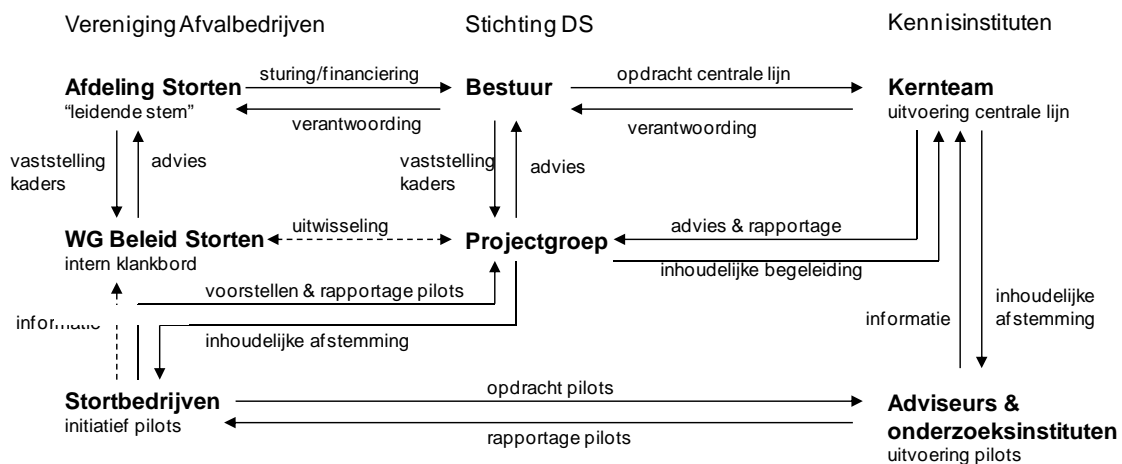 Vereniging Afvalbedrijven
Stichting DS
Kennisinstituten
Afdeling Storten
"leidende stem"
sturing/financiering
verantwoording
Bestuur
opdracht centrale lijn
verantwoording
Kernteam
uitvoering centrale lijn
vaststelling
kaders
advies
vaststelling
kaders
advies
WG Beleid Storten
intern klankbord
uitwisseling
Projectgroep
advies & rapportage
inhoudelijke begeleiding
informatie
voorstellen & rapportage pilots
inhoudelijke afstemming
informatie
inhoudelijke
afstemming
Stortbedrijven
initiatief pilots
opdracht pilots
rapportage pilots
Adviseurs &
onderzoeksinstituten
uitvoering pilots